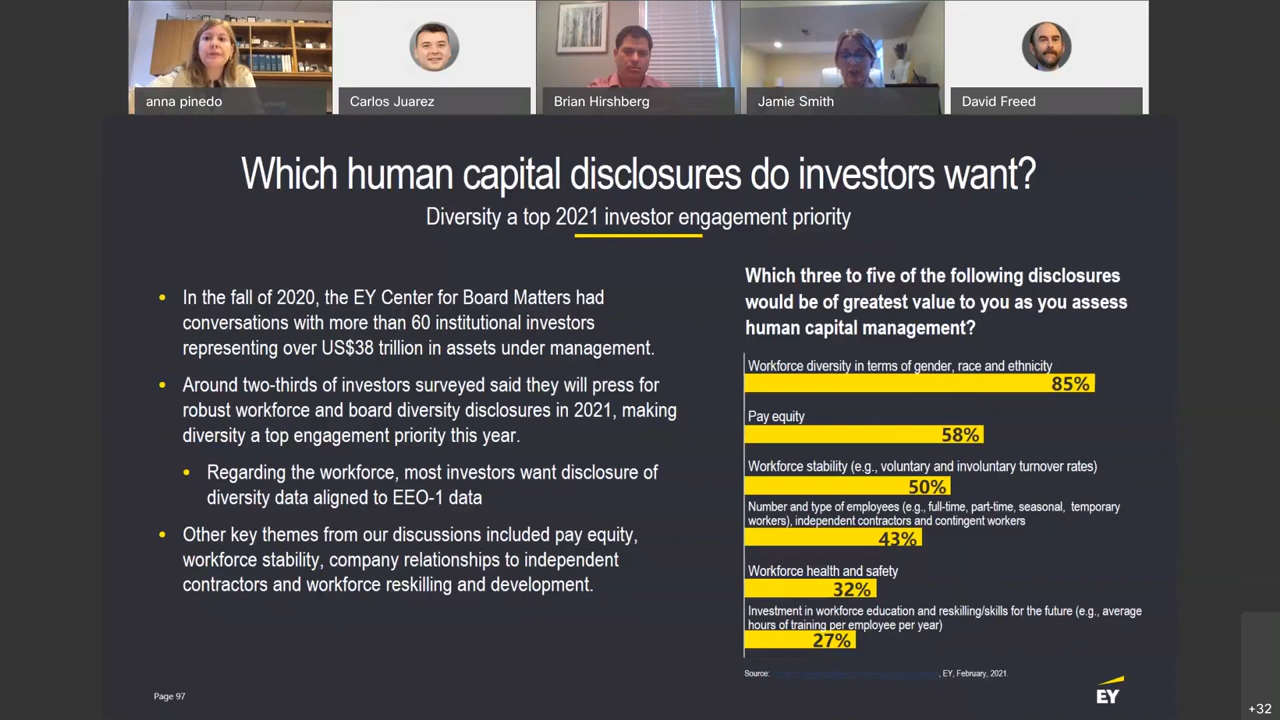 anna pinedo
Carlos Juarez
Brian Hirshberg
Jamie Smith
David Freed
Which human capital disclosures do investors want?
Diversity a top 2021 investor engagement priority
• In the fall of 2020, the EY Center for Board Matters had
conversations with more than 60 institutional investors
representing over US$38 trillion in assets under management.
• Around two-thirds of investors surveyed said they will press for
robust workforce and board diversity disclosures in 2021, making
diversity a top engagement priority this year.
• Regarding the workforce, most investors want disclosure of
diversity data aligned to EEO-1 data
• Other key themes from our discussions included pay equity,
workforce stability, company relationships to independent
contractors and workforce reskilling and development.
Which three to five of the following disclosures
would be of greatest value to you as you assess
human capital management?
Workforce diversity in terms of gender, race and ethnicity
85%
Pay equity
58%
Workforce stability (e.g., voluntary and involuntary turnover rates)
50%
Number and type of employees (e.g., full-time, part-time, seasonal, temporary
workers), independent contractors and contingent workers
43%
Workforce health and safety
32%
Investment in workforce education and reskilling/skills for the future (e.g., average
hours of training per employee per year)
27%
Source: , EY, February, 2021.
Page 97
EY
+32